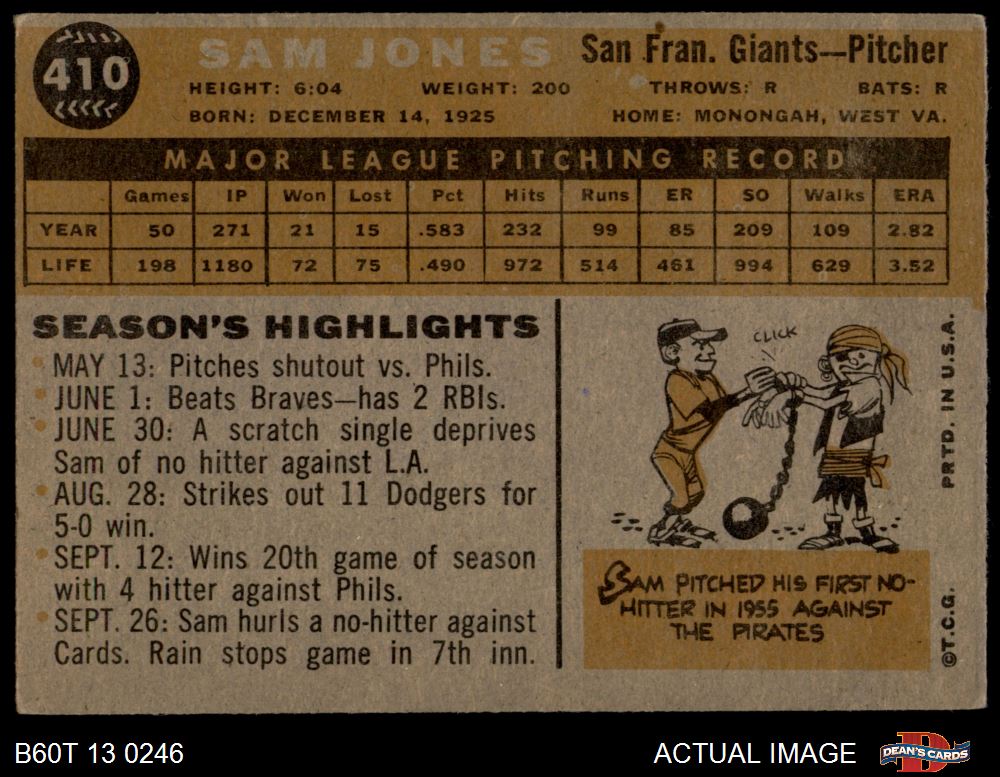 410
SAM JONES San Fran. Giants—Pitcher
HEIGHT: 6:04 WEIGHT: 200 THROWS: R BATS: R
BORN: DECEMBER 14, 1925 HOME: MONONGAH, WEST VA.
MAJOR LEAGUE PITCHING RECORD
Games IP Won Lost Pct Hits Runs ER SO Walks ERA
YEAR 50 271 21 15 .583 232 99 85 209 109 2.82
LIFE 198 1180 72 75 .490 972 514 461 994 629 3.52
SEASON'S HIGHLIGHTS
MAY 13: Pitches shutout vs. Phils.
JUNE 1: Beats Braves—has 2 RBIs.
JUNE 30: A scratch single deprives
Sam of no hitter against L.A.
AUG. 28: Strikes out 11 Dodgers for
5-0 win.
SEPT. 12: Wins 20th game of season
with 4 hitter against Phils.
SEPT. 26: Sam hurls a no-hitter against
Cards. Rain stops game in 7th inn.
CLICK
SAM PITCHED HIS FIRST NO-
HITTER IN 1955 AGAINST
THE PIRATES
©T.C.G. PRTD. IN U.S.A.
B60T 13 0246 ACTUAL IMAGE
D
DEAN'S CARDS